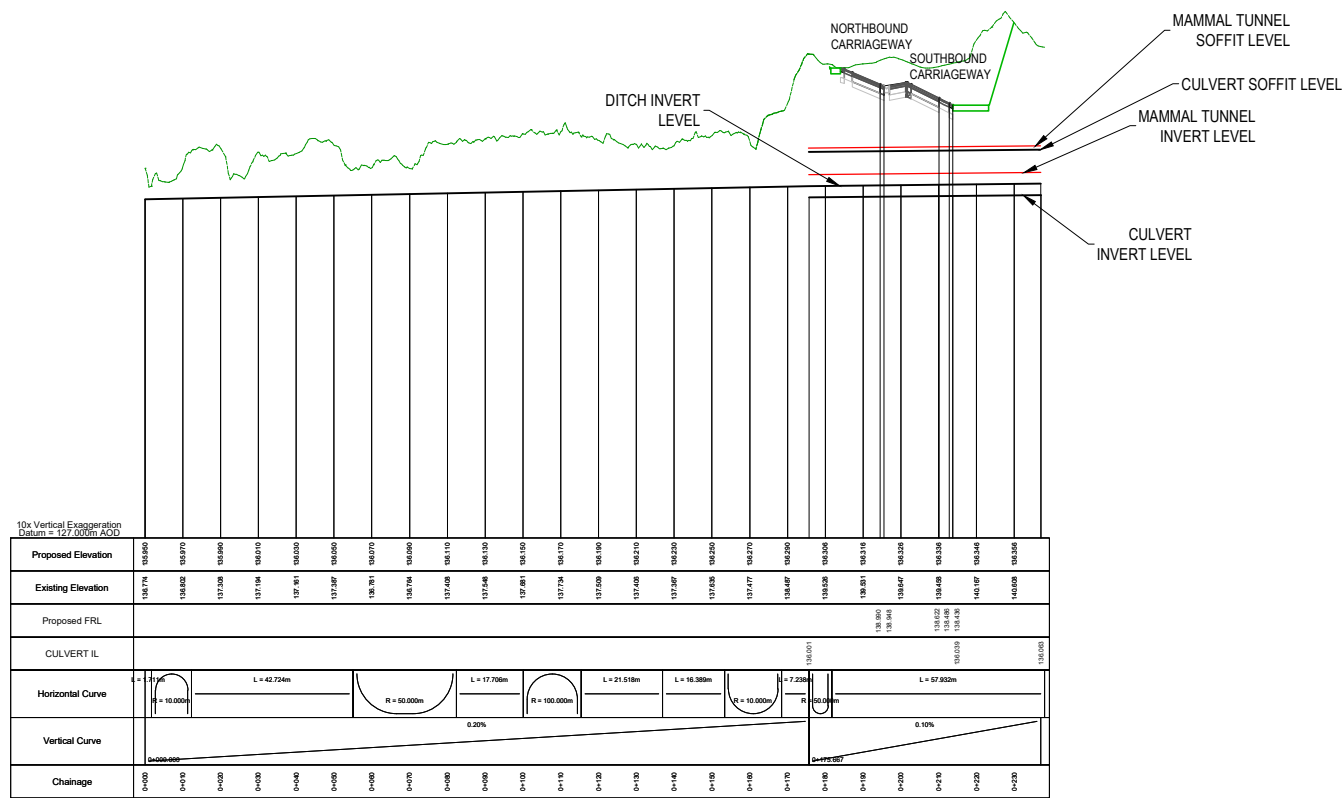 NORTHBOUND
CARRIAGEWAY
SOUTHBOUND
CARRIAGEWAY
MAMMAL TUNNEL
SOFFIT LEVEL
CULVERT SOFFIT LEVEL
MAMMAL TUNNEL
INVERT LEVEL
DITCH INVERT
LEVEL
CULVERT
INVERT LEVEL
10x Vertical Exaggeration
Datum = 127.000m AOD
Proposed Elevation 135.950 135.970 135.990 136.010 136.030 136.050 136.070 136.090 136.110 136.130 136.150 136.170 136.190 136.210 136.230 136.250 136.270 136.290 136.306 136.316 136.326 136.336 136.346 136.356
Existing Elevation 136.774 136.802 137.308 137.194 137.161 137.387 136.781 136.764 137.408 137.548 137.681 137.734 137.509 137.406 137.367 137.635 137.477 138.487 139.526 139.531 139.647 139.458 140.167 140.608
Proposed FRL 138.990 138.948 138.622 138.486 138.436
CULVERT IL 136.001 136.039 136.063
Horizontal Curve L = 1.711m R = 10.000m L = 42.724m R = 50.000m L = 17.706m R = 100.000m L = 21.518m L = 16.389m R = 10.000m L = 7.238m R = 50.000m L = 57.932m
Vertical Curve 0.20% 0.10%
0+175.667
Chainage 0+000 0+010 0+020 0+030 0+040 0+050 0+060 0+070 0+080 0+090 0+100 0+110 0+120 0+130 0+140 0+150 0+160 0+170 0+180 0+190 0+200 0+210 0+220 0+230